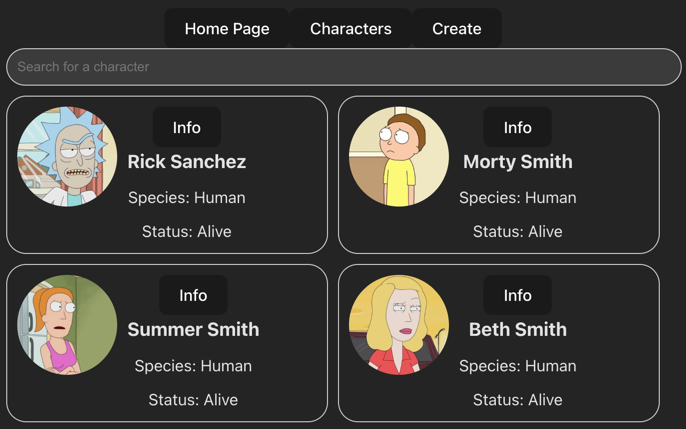 Home Page Characters Create
Search for a character
Info
Rick Sanchez
Species: Human
Status: Alive
Info
Morty Smith
Species: Human
Status: Alive
Info
Summer Smith
Species: Human
Status: Alive
Info
Beth Smith
Species: Human
Status: Alive